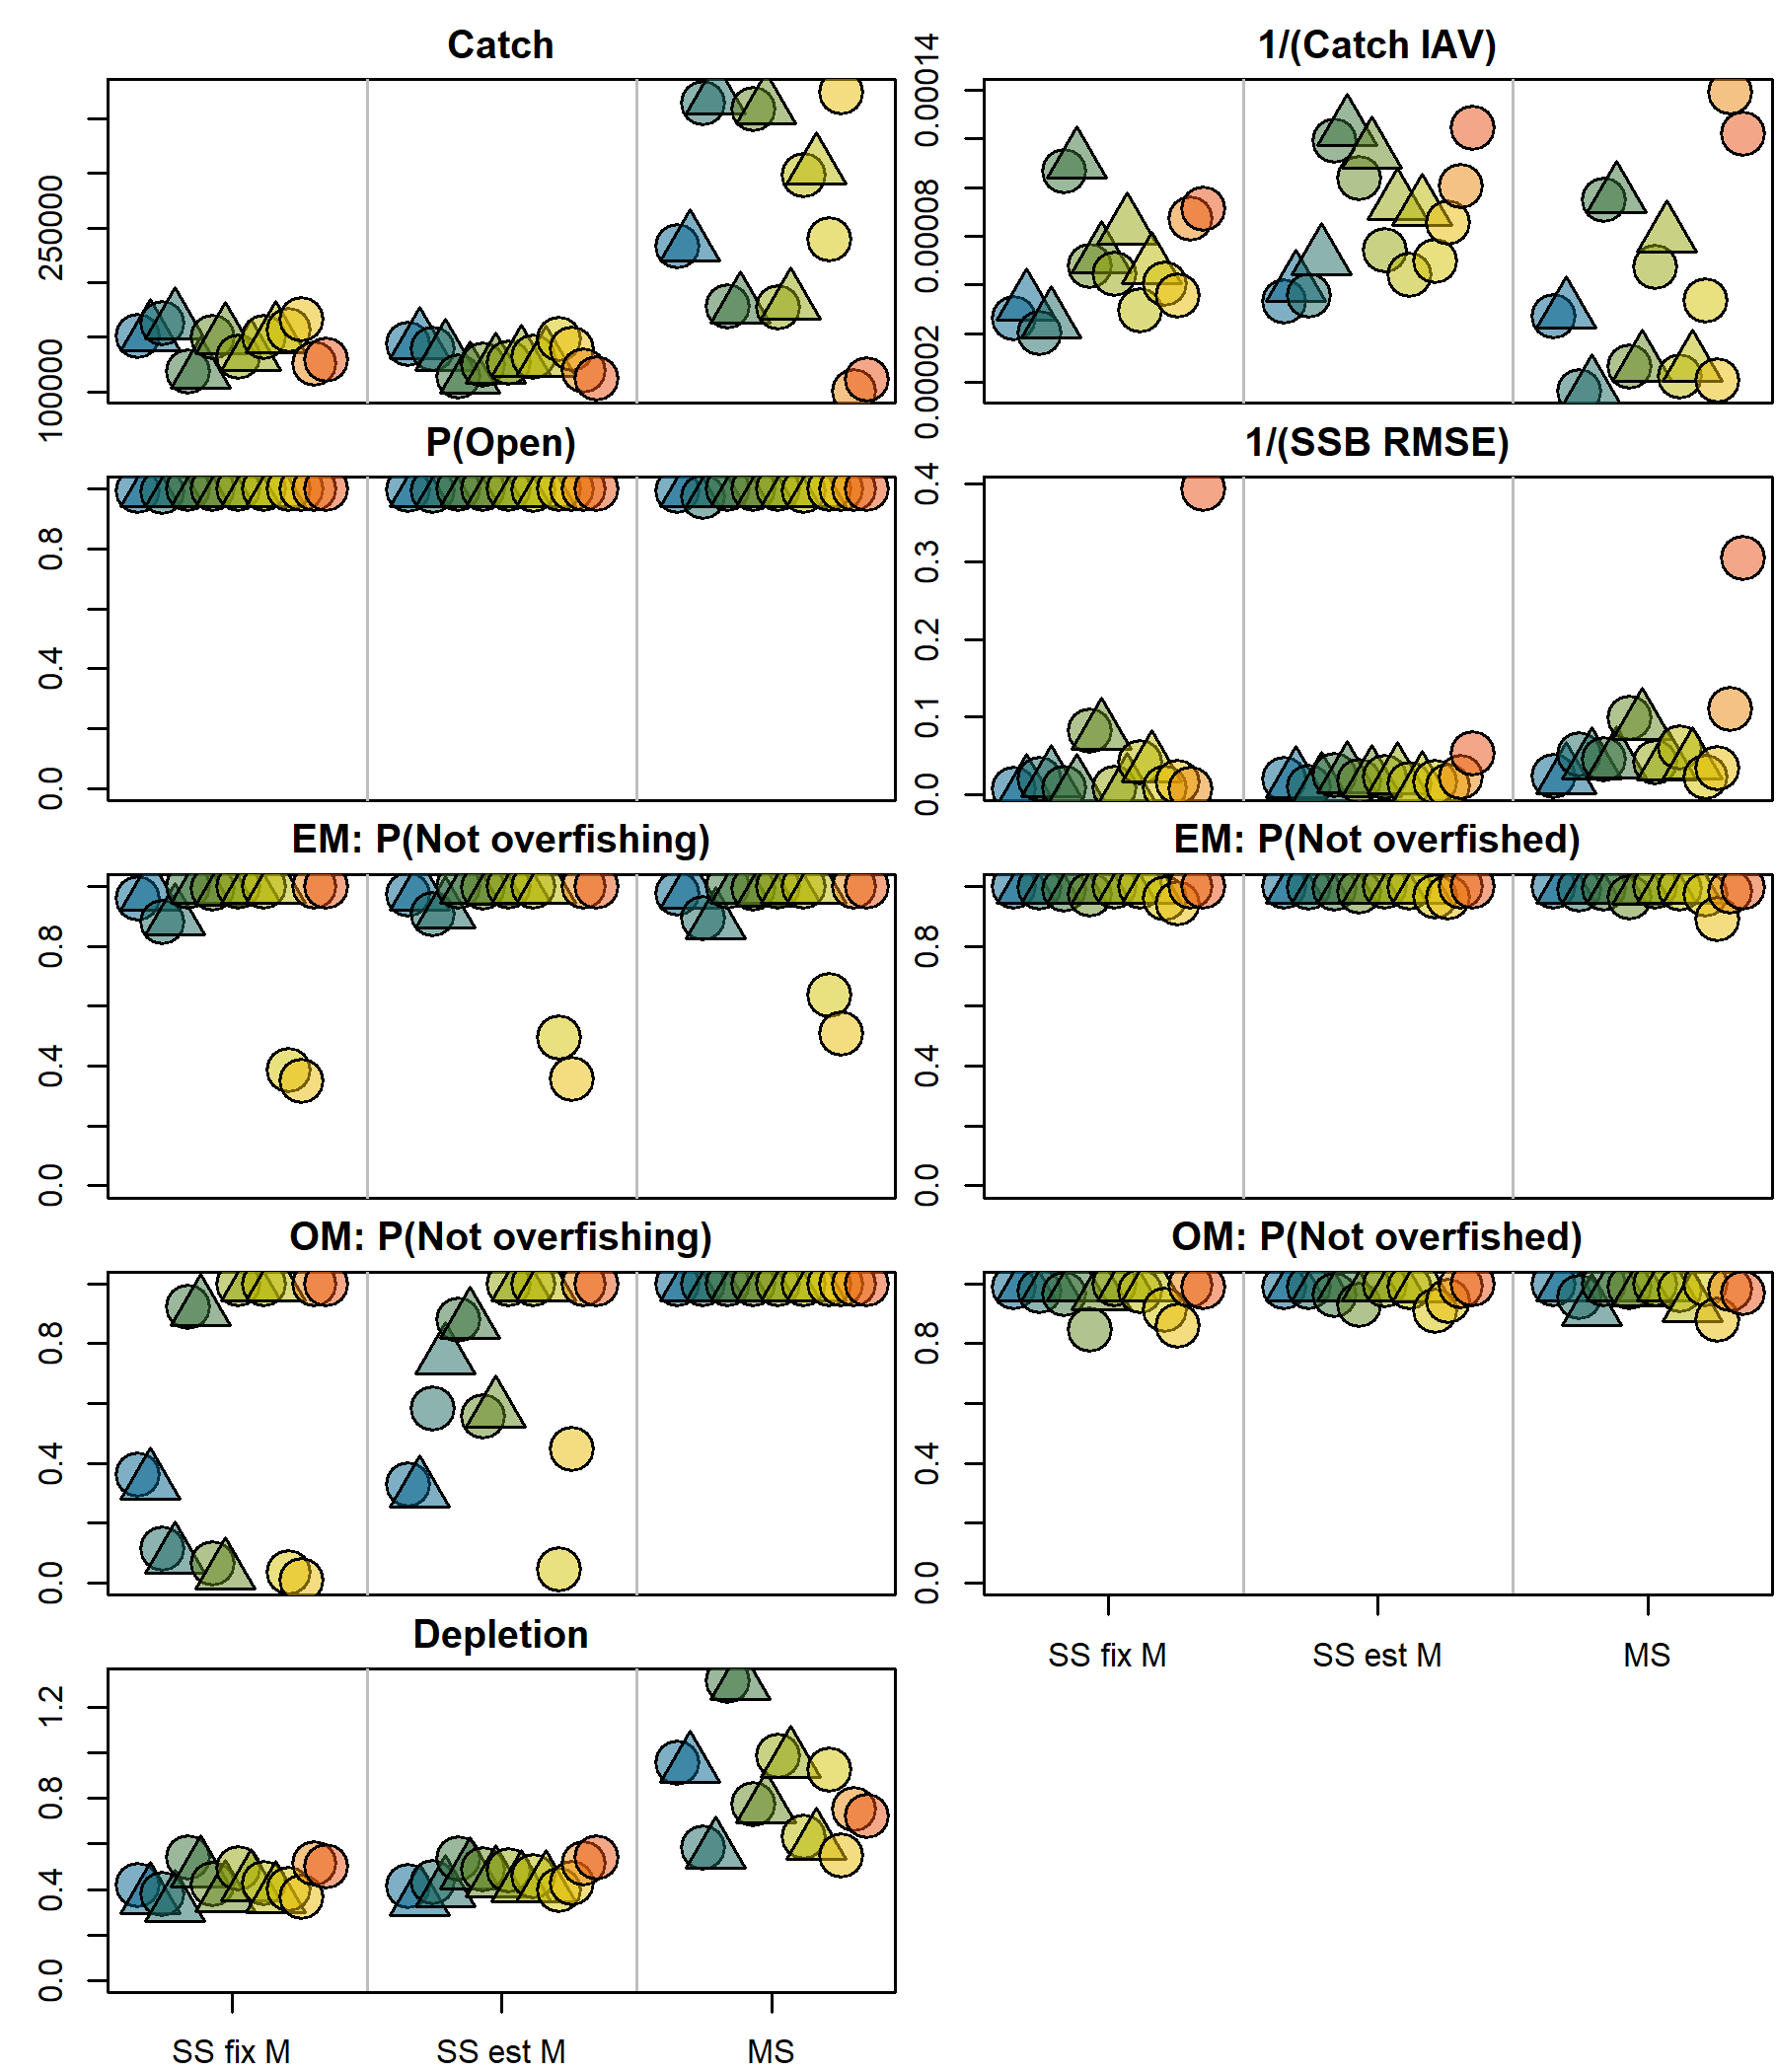 Catch
1/(Catch IAV)
250000
100000
0.00014
0.00008
0.00002
P(Open)
1/(SSB RMSE)
0.8
0.4
0.0
0.4
0.3
0.2
0.1
0.0
EM: P(Not overfishing)
EM: P(Not overfished)
0.8
0.4
0.0
0.8
0.4
0.0
OM: P(Not overfishing)
OM: P(Not overfished)
0.8
0.4
0.0
0.8
0.4
0.0
SS fix M
SS est M
MS
Depletion
1.2
0.8
0.4
0.0
SS fix M
SS est M
MS